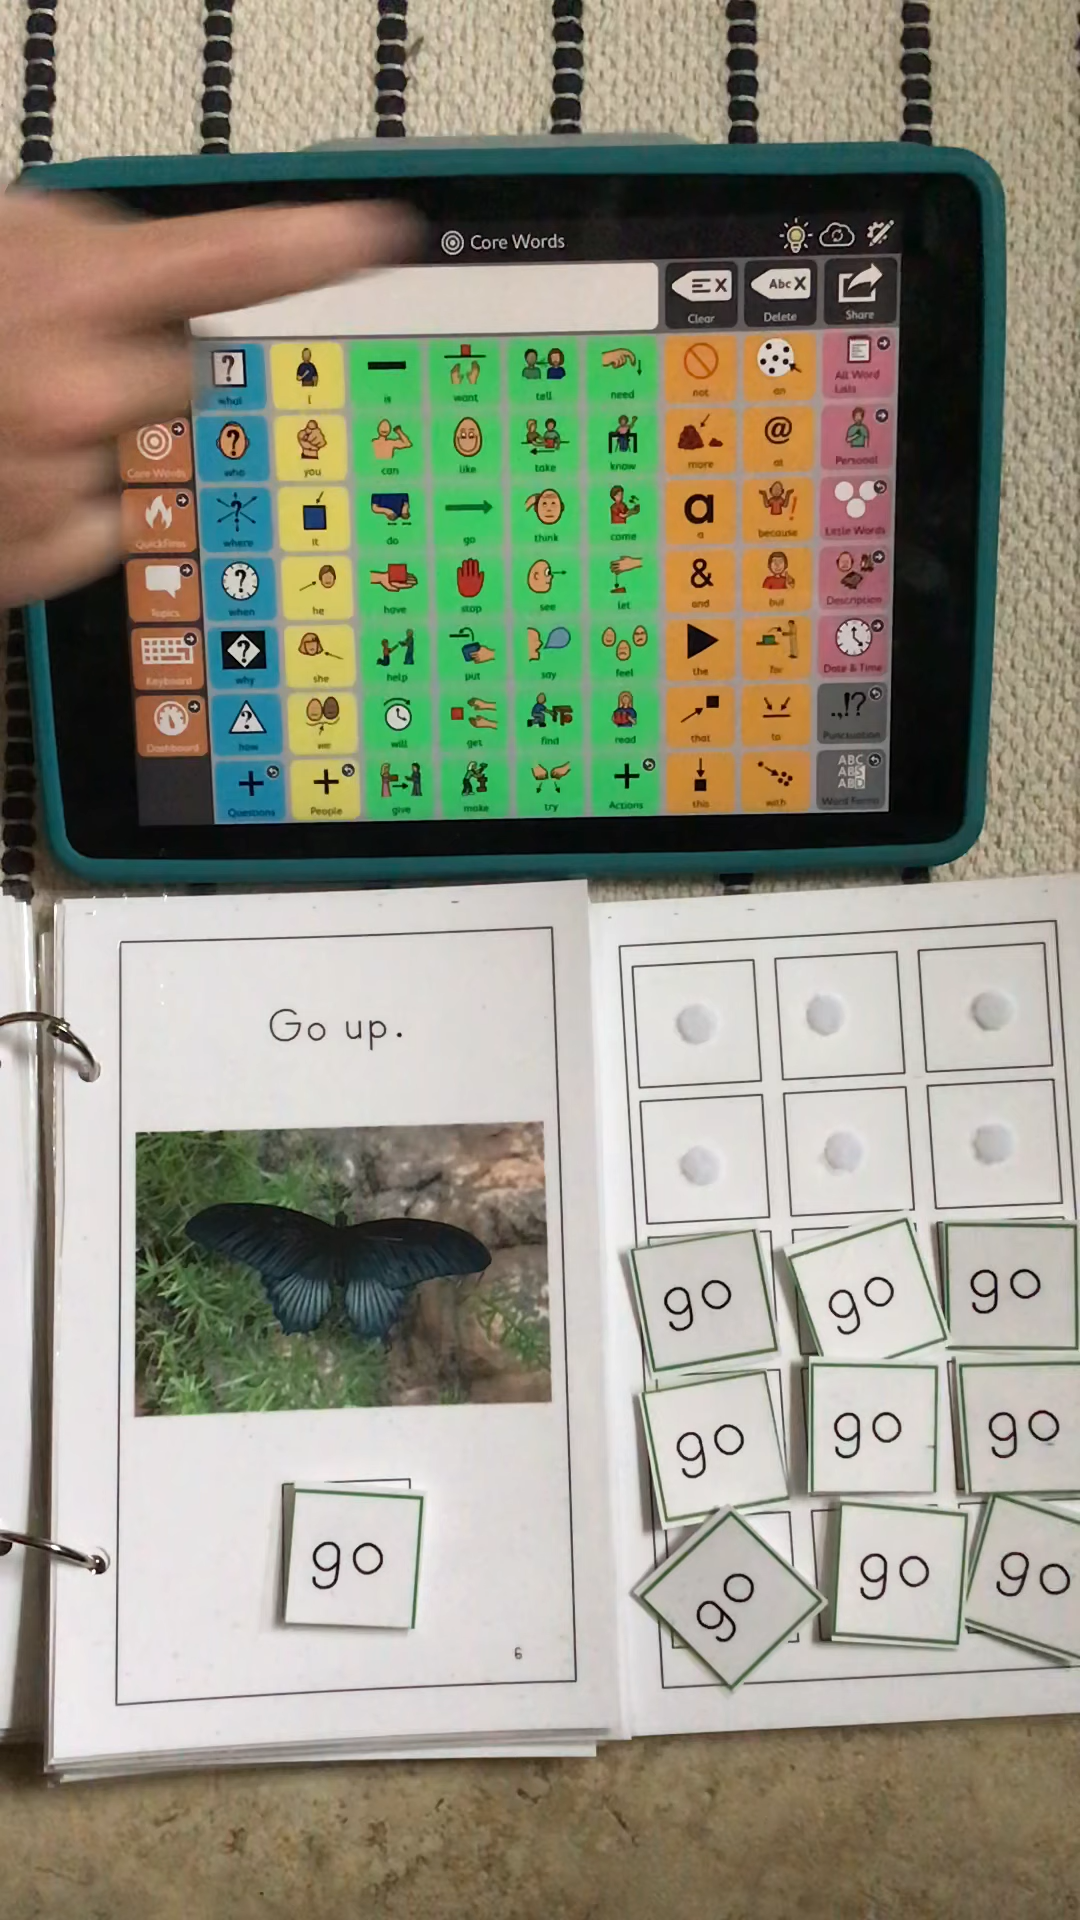 Core Words
Clear
Abc X
Delete
Share
what
I
is
want
tell
need
not
on
All Word
Lists
Core Words
who
you
can
like
take
know
more
@
at
Personal
QuickFires
where
it
do
go
think
come
a
a
because
Little Words
Topics
when
he
have
stop
see
let
&
and
but
Description
Keyboard
why
she
help
put
say
feel
the
for
Date & Time
Dashboard
how
we
will
get
find
read
that
to
.,!?
Punctuation
Questions
People
give
make
try
Actions
this
with
ABC
ABS
ABD
Word Forms
Go up.
go
6
go
go
go
go
go
go
go
go
go